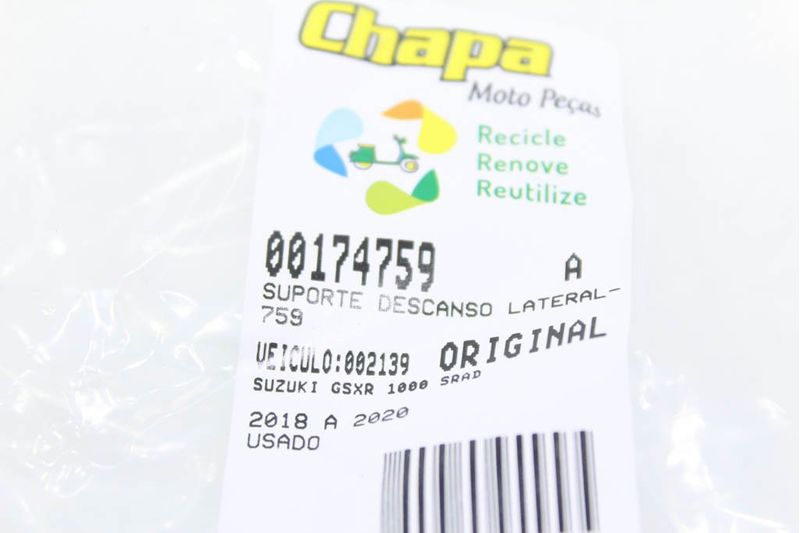 Chapa
Moto Peças
Recicle
Renove
Reutilize
00174759 A
SUPORTE DESCANSO LATERAL-
759
VEICULO:002139 ORIGINAL
SUZUKI GSXR 1000 SRAD
2018 A 2020
USADO